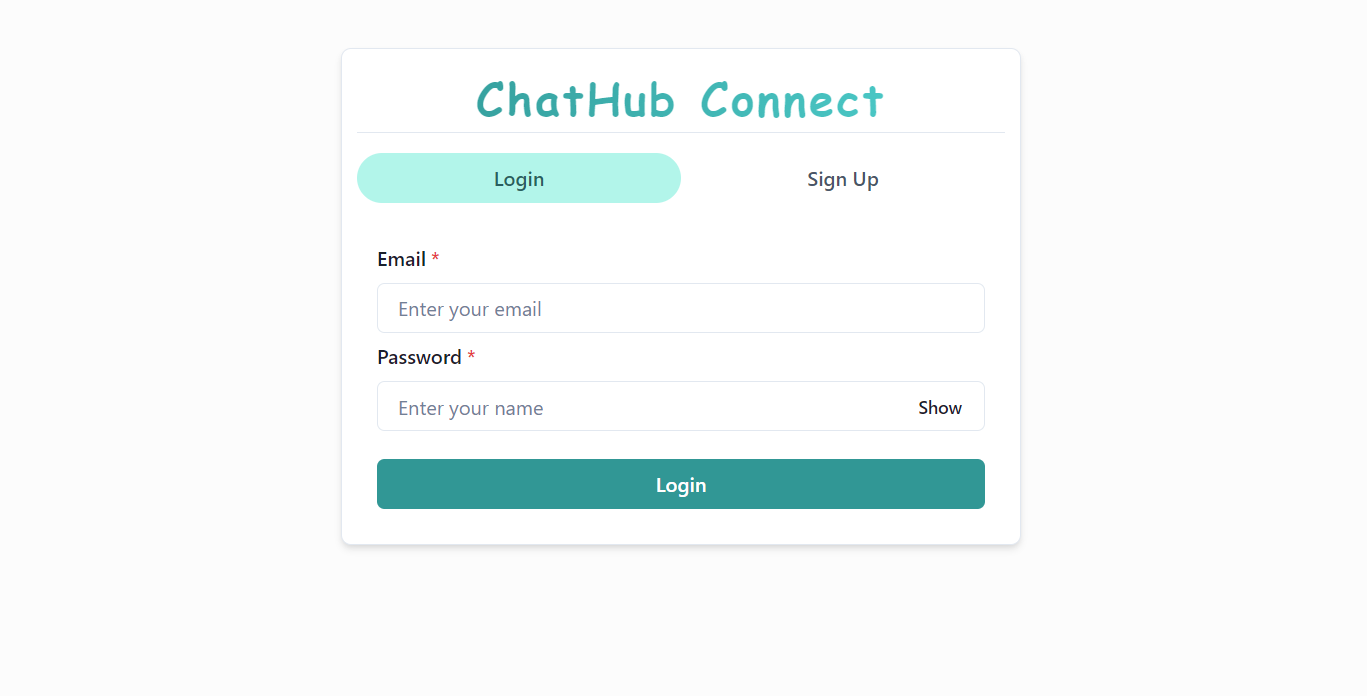 ChatHub Connect
Login Sign Up
Email *
Enter your email
Password *
Enter your name Show
Login